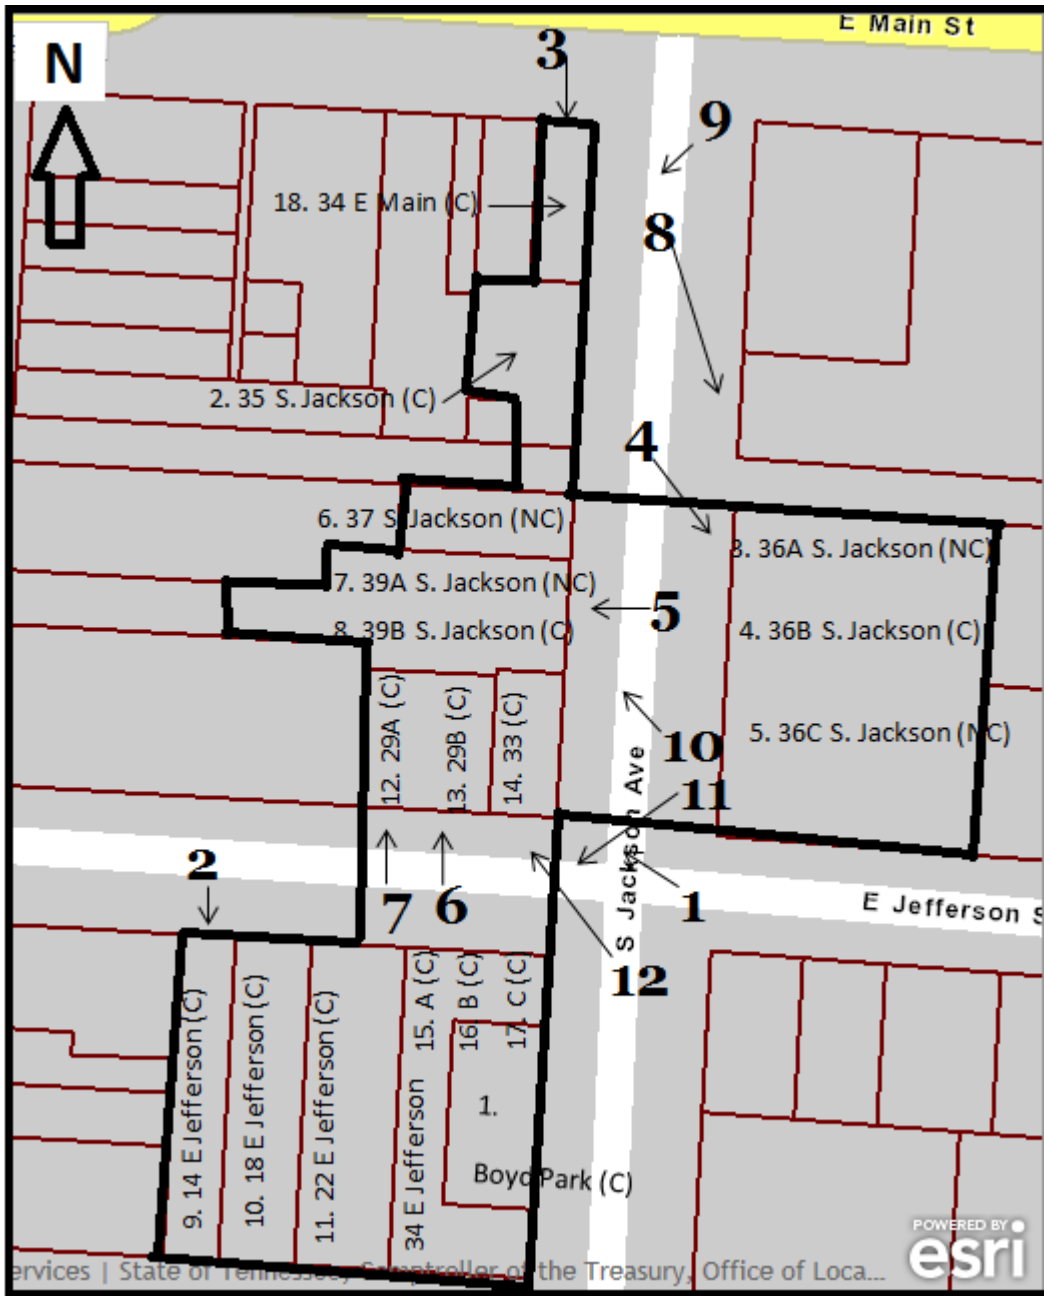 E Main St
N
3
9
18. 34 E Main (C)
8
2. 35 S. Jackson (C)
4
6. 37 S. Jackson (NC)
3. 36A S. Jackson (NC)
7. 39A S. Jackson (NC)
5
8. 39B S. Jackson (C)
4. 36B S. Jackson (C)
12. 29A (C)
13. 29B (C)
14. 33 (C)
10
5. 36C S. Jackson (NC)
S Jackson Ave
11
2
7
6
1
E Jefferson S
12
9. 14 E Jefferson (C)
10. 18 E Jefferson (C)
11. 22 E Jefferson (C)
34 E Jefferson
15. A (C)
16. B (C)
17. C (C)
1.
Boyd Park (C)
POWERED BY
esri
ervices | State of Tennessee, Comptroller of the Treasury, Office of Loca...